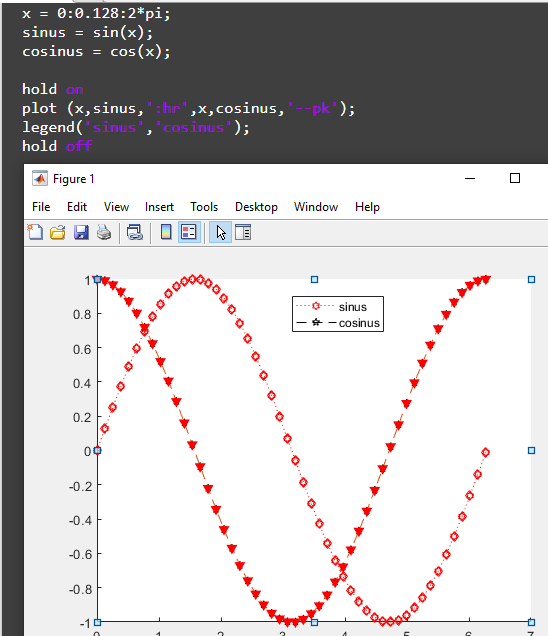 x = 0:0.128:2*pi;
sinus = sin(x);
cosinus = cos(x);
hold on
plot (x,sinus,':hr',x,cosinus,'--pk');
legend('sinus','cosinus');
hold off
Figure 1
File Edit View Insert Tools Desktop Window Help
1
sinus
cosinus
0.8
0.6
0.4
0.2
0
-0.2
-0.4
-0.6
-0.8
-1
0 1 2 3 4 5 6 7